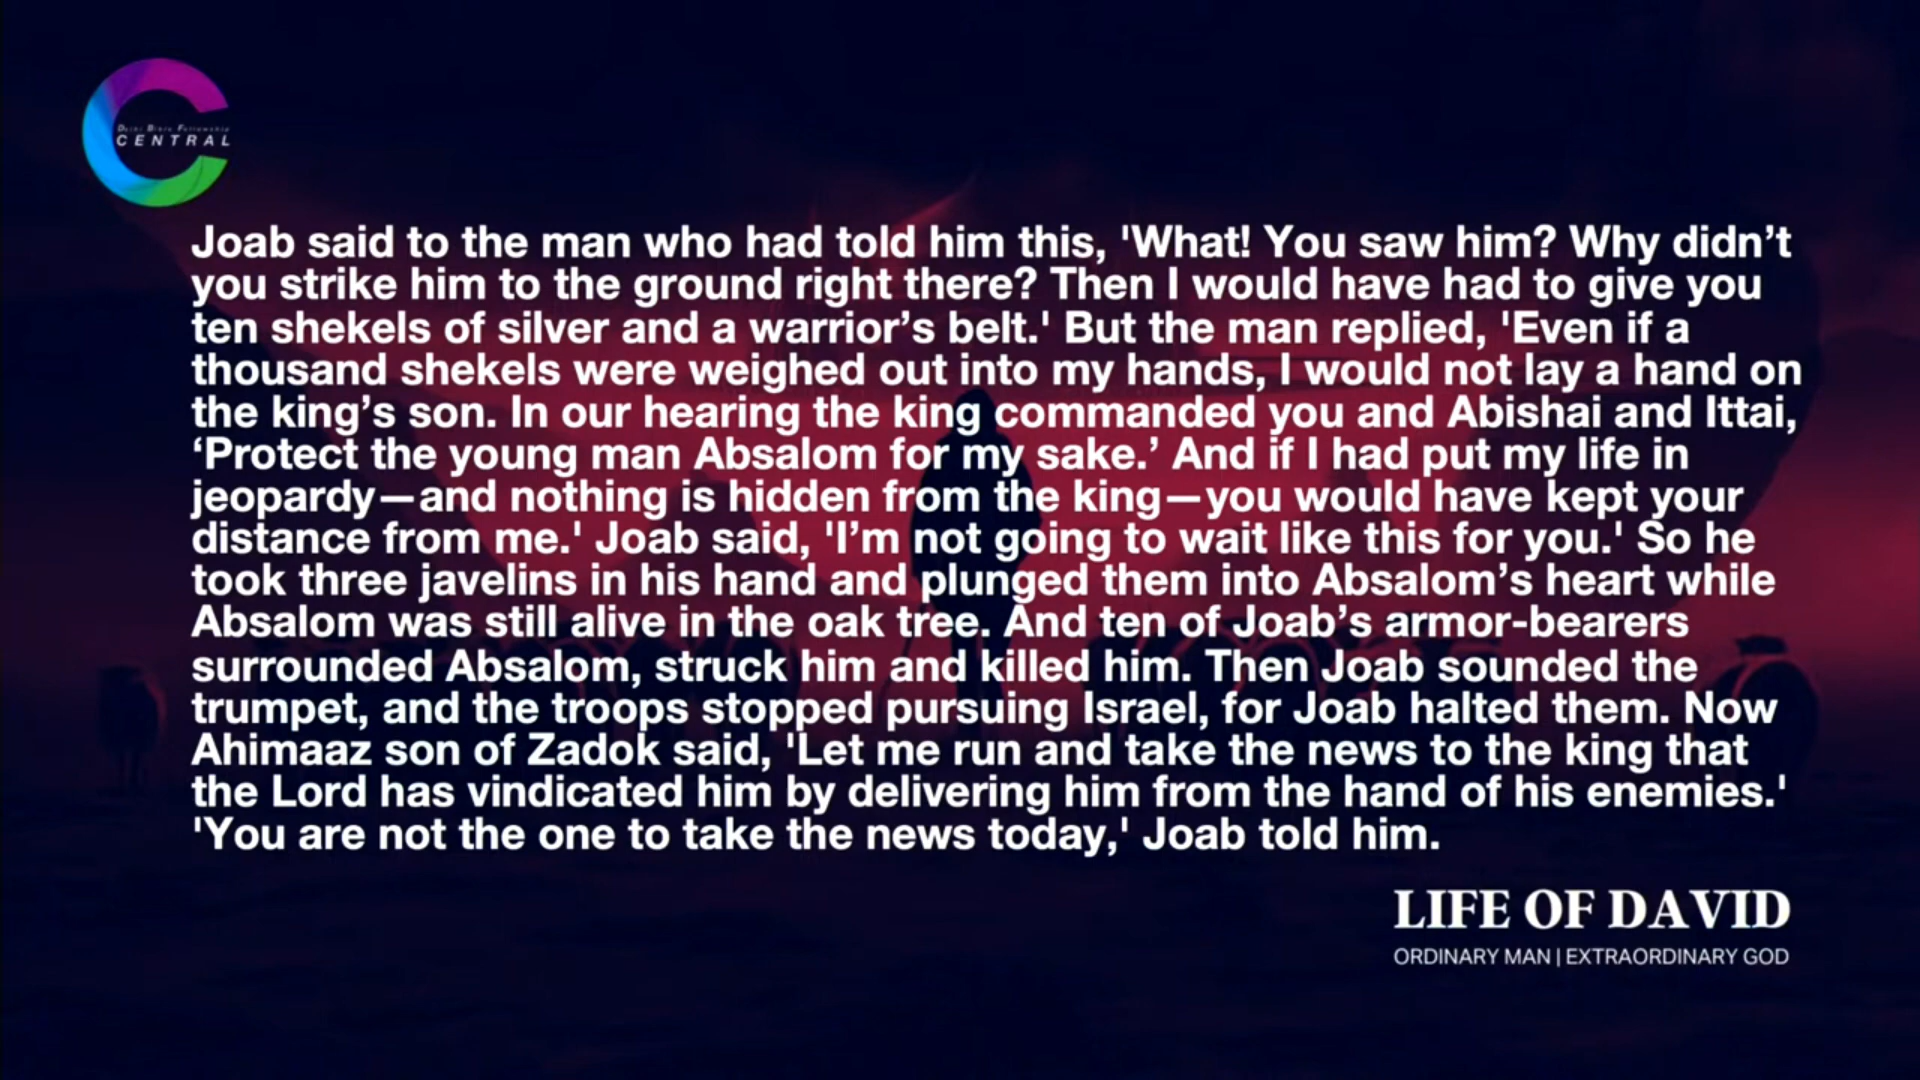 Delhi Bible Fellowship
CENTRAL
Joab said to the man who had told him this, 'What! You saw him? Why didn’t
you strike him to the ground right there? Then I would have had to give you
ten shekels of silver and a warrior’s belt.' But the man replied, 'Even if a
thousand shekels were weighed out into my hands, I would not lay a hand on
the king’s son. In our hearing the king commanded you and Abishai and Ittai,
‘Protect the young man Absalom for my sake.’ And if I had put my life in
jeopardy—and nothing is hidden from the king—you would have kept your
distance from me.' Joab said, 'I’m not going to wait like this for you.' So he
took three javelins in his hand and plunged them into Absalom’s heart while
Absalom was still alive in the oak tree. And ten of Joab’s armor-bearers
surrounded Absalom, struck him and killed him. Then Joab sounded the
trumpet, and the troops stopped pursuing Israel, for Joab halted them. Now
Ahimaaz son of Zadok said, 'Let me run and take the news to the king that
the Lord has vindicated him by delivering him from the hand of his enemies.'
'You are not the one to take the news today,' Joab told him.
LIFE OF DAVID
ORDINARY MAN | EXTRAORDINARY GOD